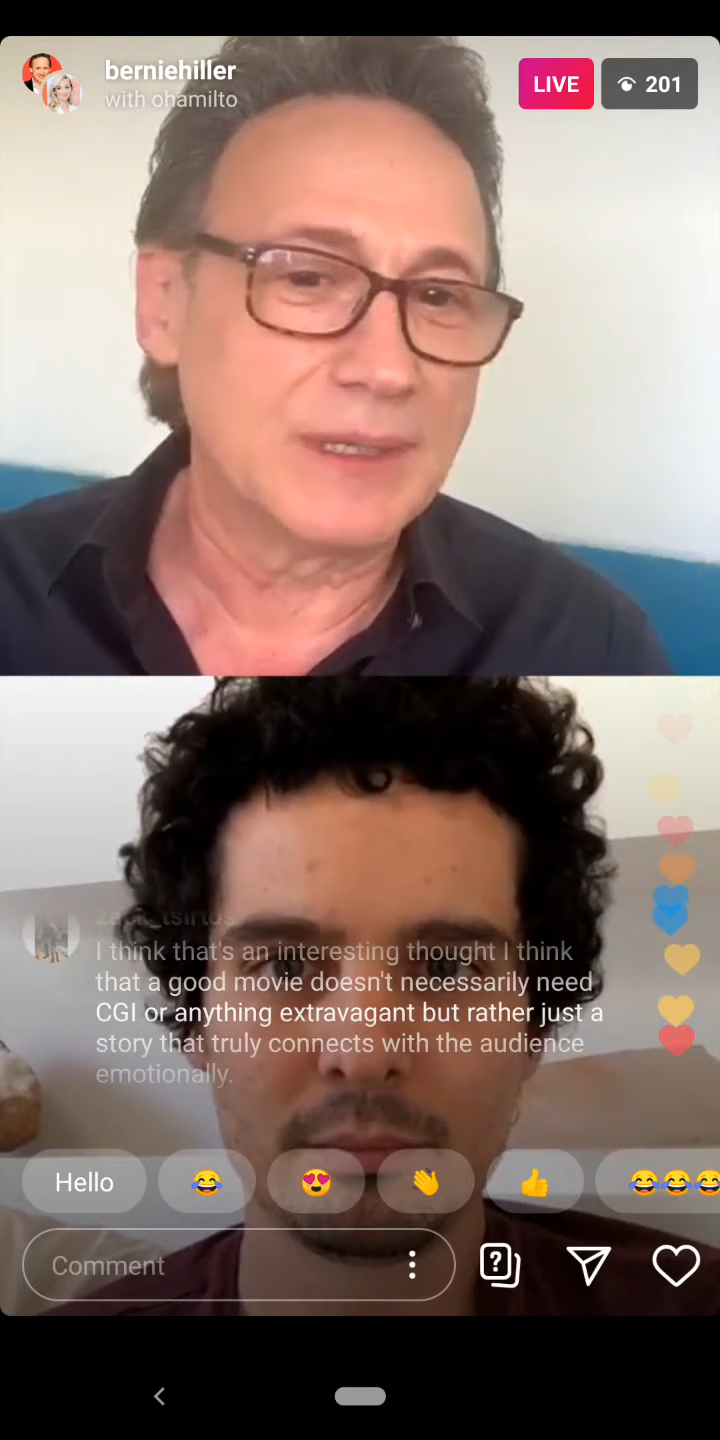 berniehiller
with ohamilto
LIVE
201
I think that's an interesting thought I think
that a good movie doesn't necessarily need
CGI or anything extravagant but rather just a
story that truly connects with the audience
emotionally.
Hello
Comment